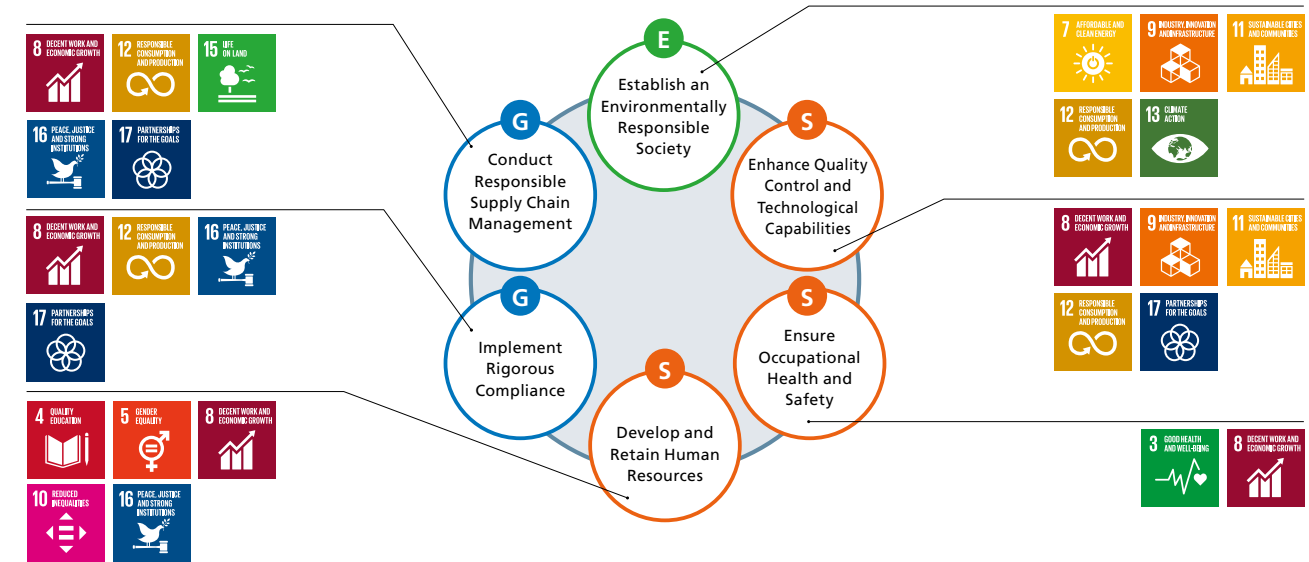 8 DECENT WORK AND
ECONOMIC GROWTH
12 RESPONSIBLE
CONSUMPTION
AND PRODUCTION
15 LIFE
ON LAND
16 PEACE, JUSTICE
AND STRONG
INSTITUTIONS
17 PARTNERSHIPS
FOR THE GOALS
8 DECENT WORK AND
ECONOMIC GROWTH
12 RESPONSIBLE
CONSUMPTION
AND PRODUCTION
16 PEACE, JUSTICE
AND STRONG
INSTITUTIONS
17 PARTNERSHIPS
FOR THE GOALS
4 QUALITY
EDUCATION
5 GENDER
EQUALITY
8 DECENT WORK AND
ECONOMIC GROWTH
10 REDUCED
INEQUALITIES
16 PEACE, JUSTICE
AND STRONG
INSTITUTIONS
E
Establish an
Environmentally
Responsible
Society
G
Conduct
Responsible
Supply Chain
Management
S
Enhance Quality
Control and
Technological
Capabilities
G
Implement
Rigorous
Compliance
S
Ensure
Occupational
Health and
Safety
S
Develop and
Retain Human
Resources
7 AFFORDABLE AND
CLEAN ENERGY
9 INDUSTRY, INNOVATION
AND INFRASTRUCTURE
11 SUSTAINABLE CITIES
AND COMMUNITIES
12 RESPONSIBLE
CONSUMPTION
AND PRODUCTION
13 CLIMATE
ACTION
8 DECENT WORK AND
ECONOMIC GROWTH
9 INDUSTRY, INNOVATION
AND INFRASTRUCTURE
11 SUSTAINABLE CITIES
AND COMMUNITIES
12 RESPONSIBLE
CONSUMPTION
AND PRODUCTION
17 PARTNERSHIPS
FOR THE GOALS
3 GOOD HEALTH
AND WELL-BEING
8 DECENT WORK AND
ECONOMIC GROWTH